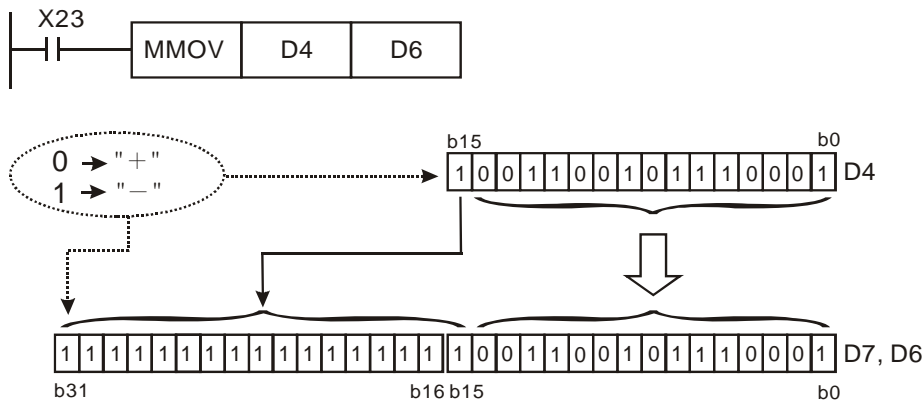 X23
MMOV D4 D6
0 → "+"
1 → "−"
b15 b0
1 0 0 1 1 0 0 1 0 1 1 1 0 0 0 1 D4
1 1 1 1 1 1 1 1 1 1 1 1 1 1 1 1 1 0 0 1 1 0 0 1 0 1 1 1 0 0 0 1 D7, D6
b31 b16 b15 b0